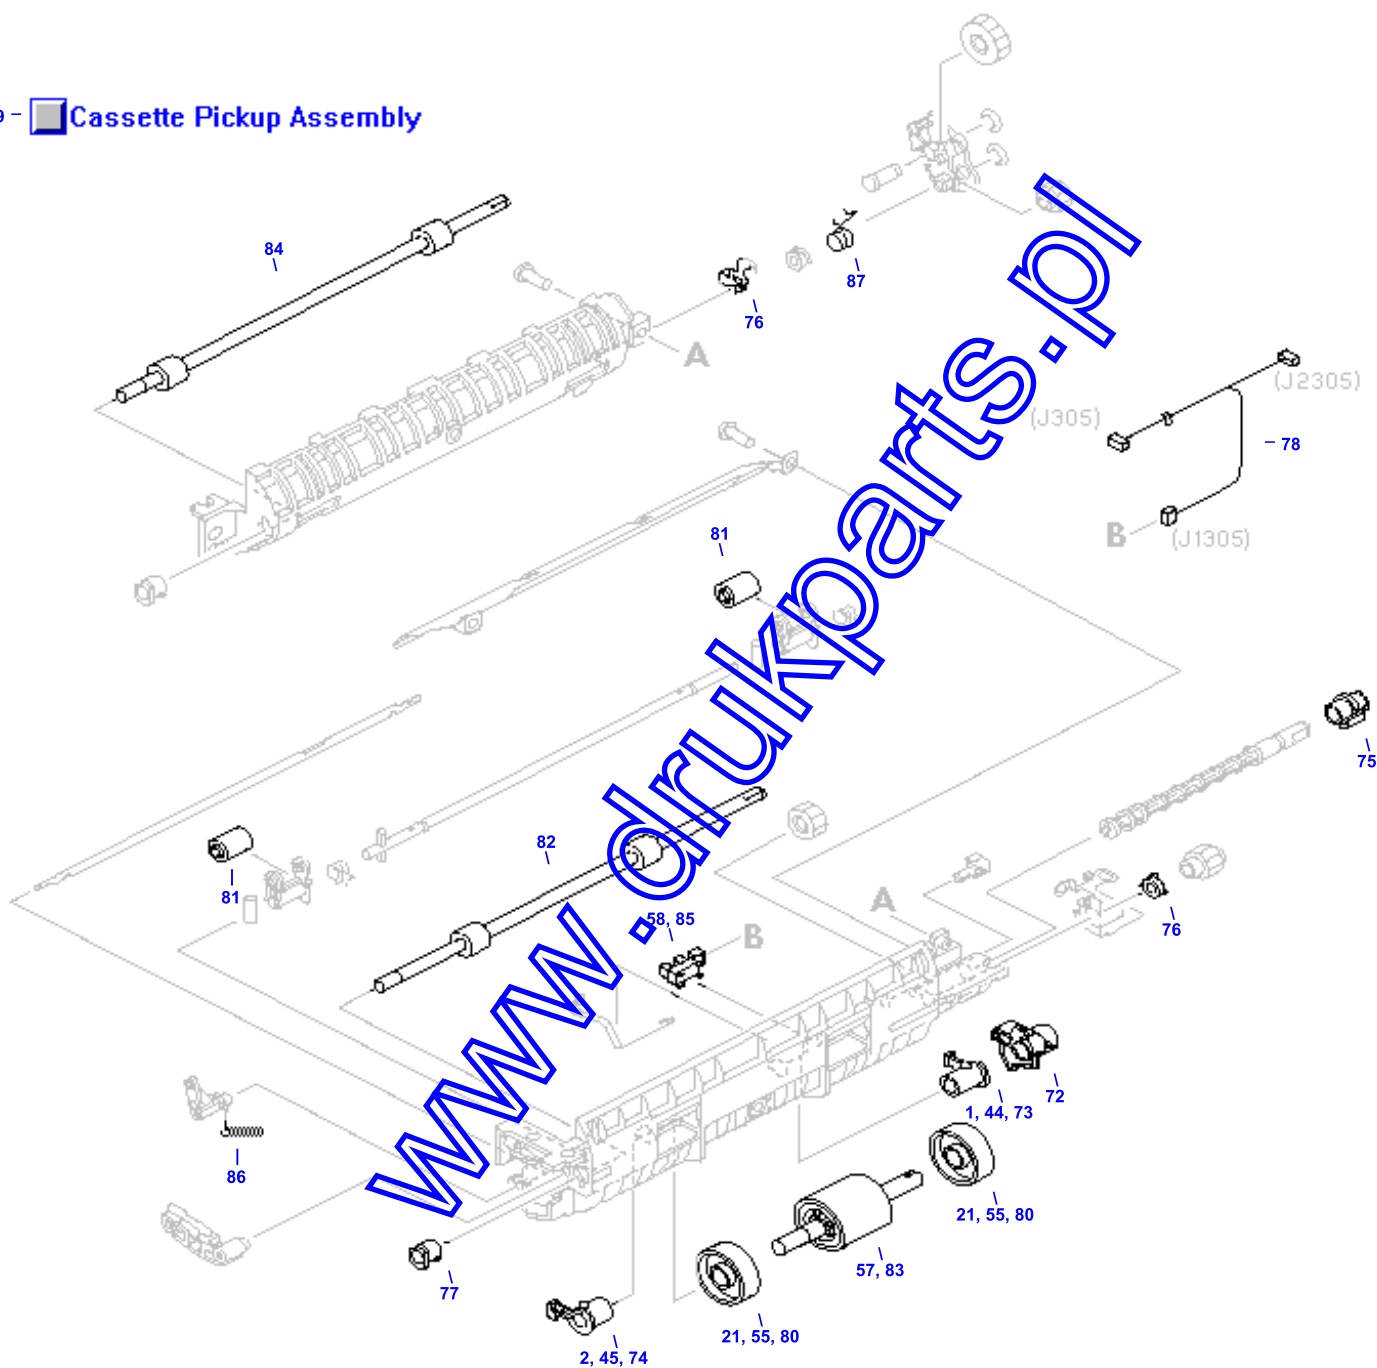 9 – Cassette Pickup Assembly
84
87
76
A
(J2305)
(J305)
78
B
(J1305)
81
75
82
81
A
76
58, 85
B
72
1, 44, 73
86
21, 55, 80
57, 83
77
21, 55, 80
2, 45, 74
www.drukparts.pl